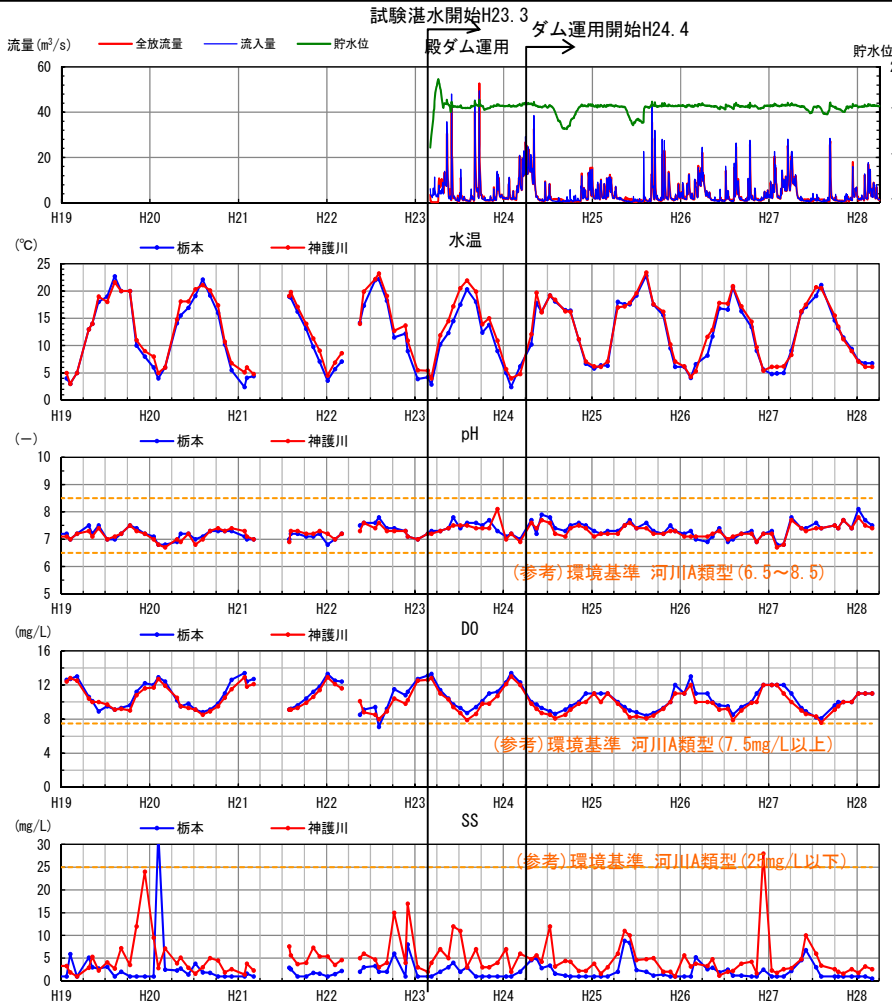 試験湛水開始H23.3
流量(m³/s) 全放流量 流入量 貯水位 殿ダム運用 ダム運用開始H24.4 貯水位
60
40
20
0
H19 H20 H21 H22 H23 H24 H25 H26 H27 H28
(℃) 栃本 神護川 水温
25
20
15
10
5
0
H19 H20 H21 H22 H23 H24 H25 H26 H27 H28
(－) 栃本 神護川 pH
10
9
8
7
6
(参考)環境基準 河川A類型(6.5～8.5)
5
H19 H20 H21 H22 H23 H24 H25 H26 H27 H28
(mg/L) 栃本 神護川 DO
16
12
8
4
(参考)環境基準 河川A類型(7.5mg/L以上)
0
H19 H20 H21 H22 H23 H24 H25 H26 H27 H28
(mg/L) 栃本 神護川 SS
30
25
(参考)環境基準 河川A類型(25mg/L以下)
20
15
10
5
0
H19 H20 H21 H22 H23 H24 H25 H26 H27 H28